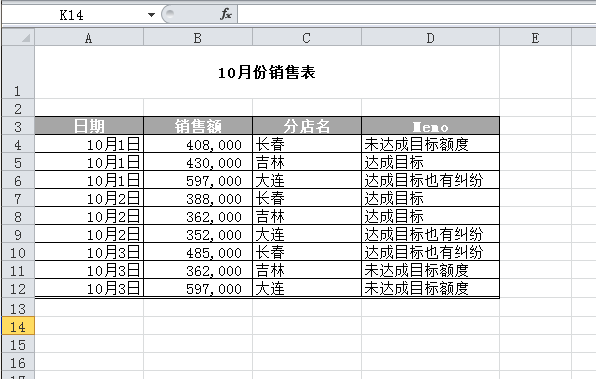 K14
fx
A B C D E
1 10月份销售表
2
3 日期 销售额 分店名 Memo
4 10月1日 408,000 长春 未达成目标额度
5 10月1日 430,000 吉林 达成目标
6 10月1日 597,000 大连 达成目标也有纠纷
7 10月2日 388,000 长春 达成目标
8 10月2日 362,000 吉林 达成目标
9 10月2日 352,000 大连 达成目标也有纠纷
10 10月3日 485,000 长春 达成目标也有纠纷
11 10月3日 362,000 吉林 未达成目标额度
12 10月3日 597,000 大连 未达成目标额度
13
14
15
16
17